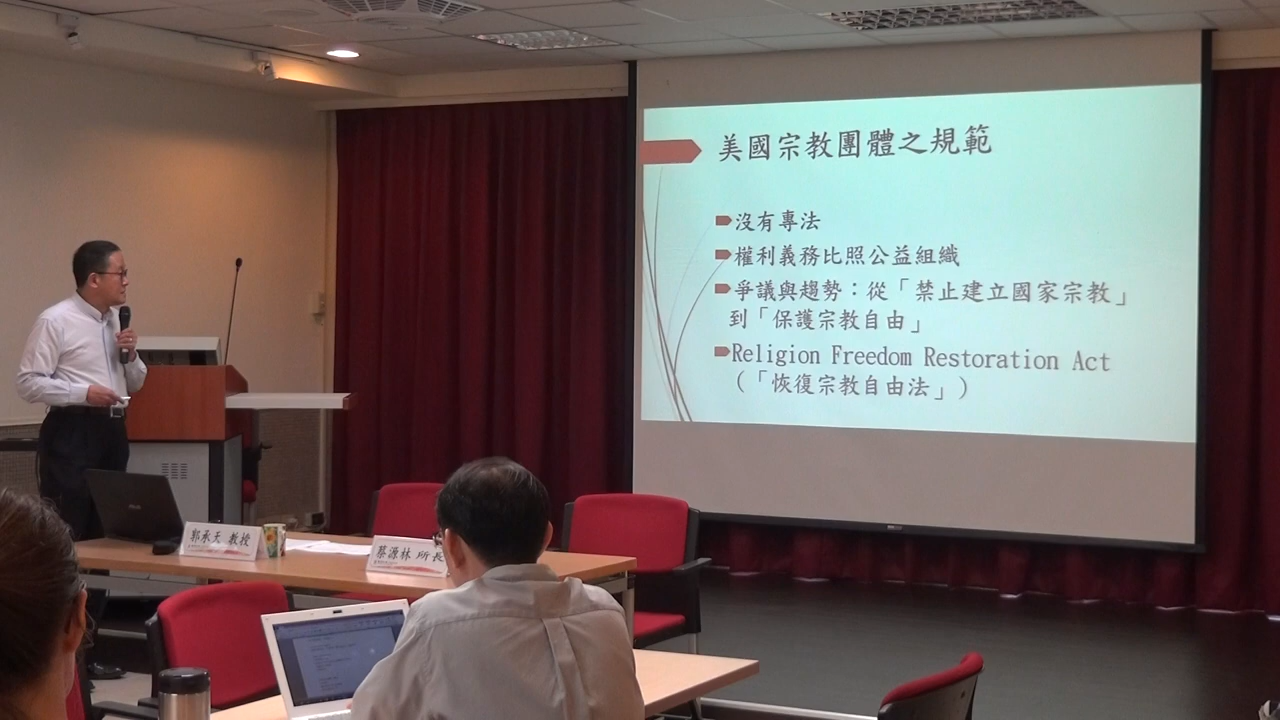 美國宗教團體之規範
沒有專法
權利義務比照公益組織
爭議與趨勢：從「禁止建立國家宗教」
到「保護宗教自由」
Religion Freedom Restoration Act
（「恢復宗教自由法」）
郭承天 教授
蔡源林 所長